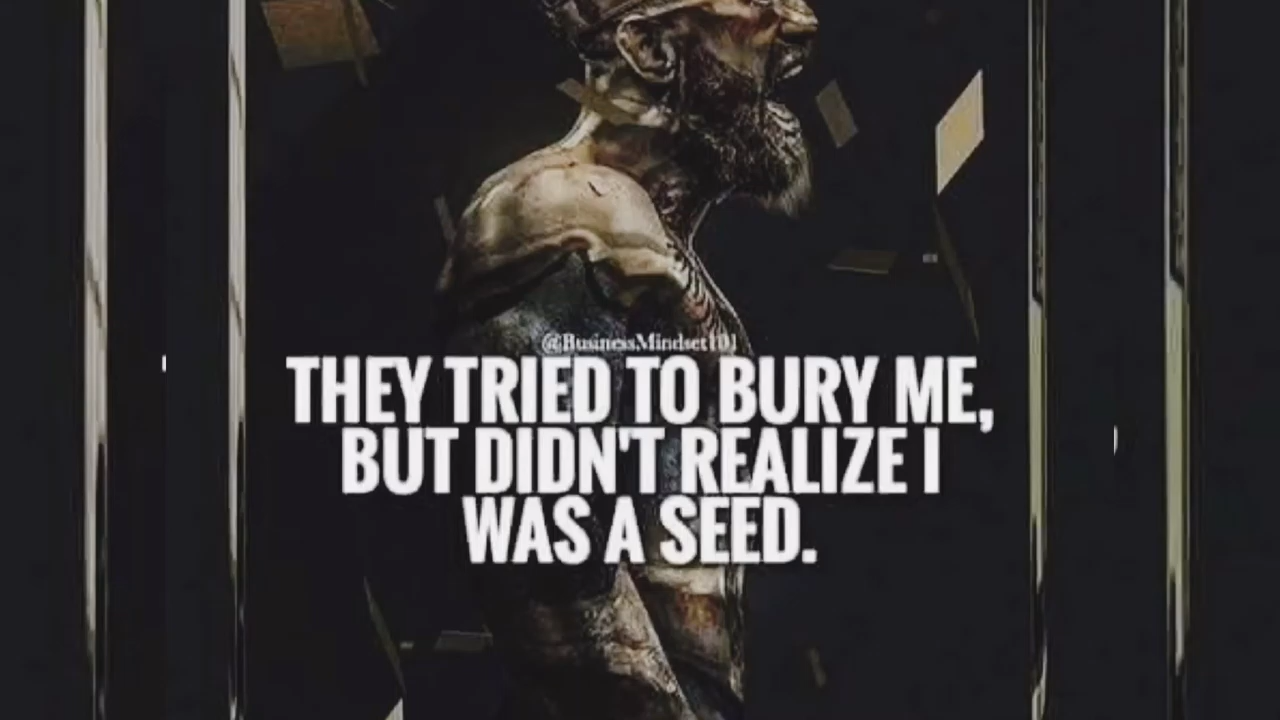 @BusinessMindset101
THEY TRIED TO BURY ME,
BUT DIDN'T REALIZE I
WAS A SEED.